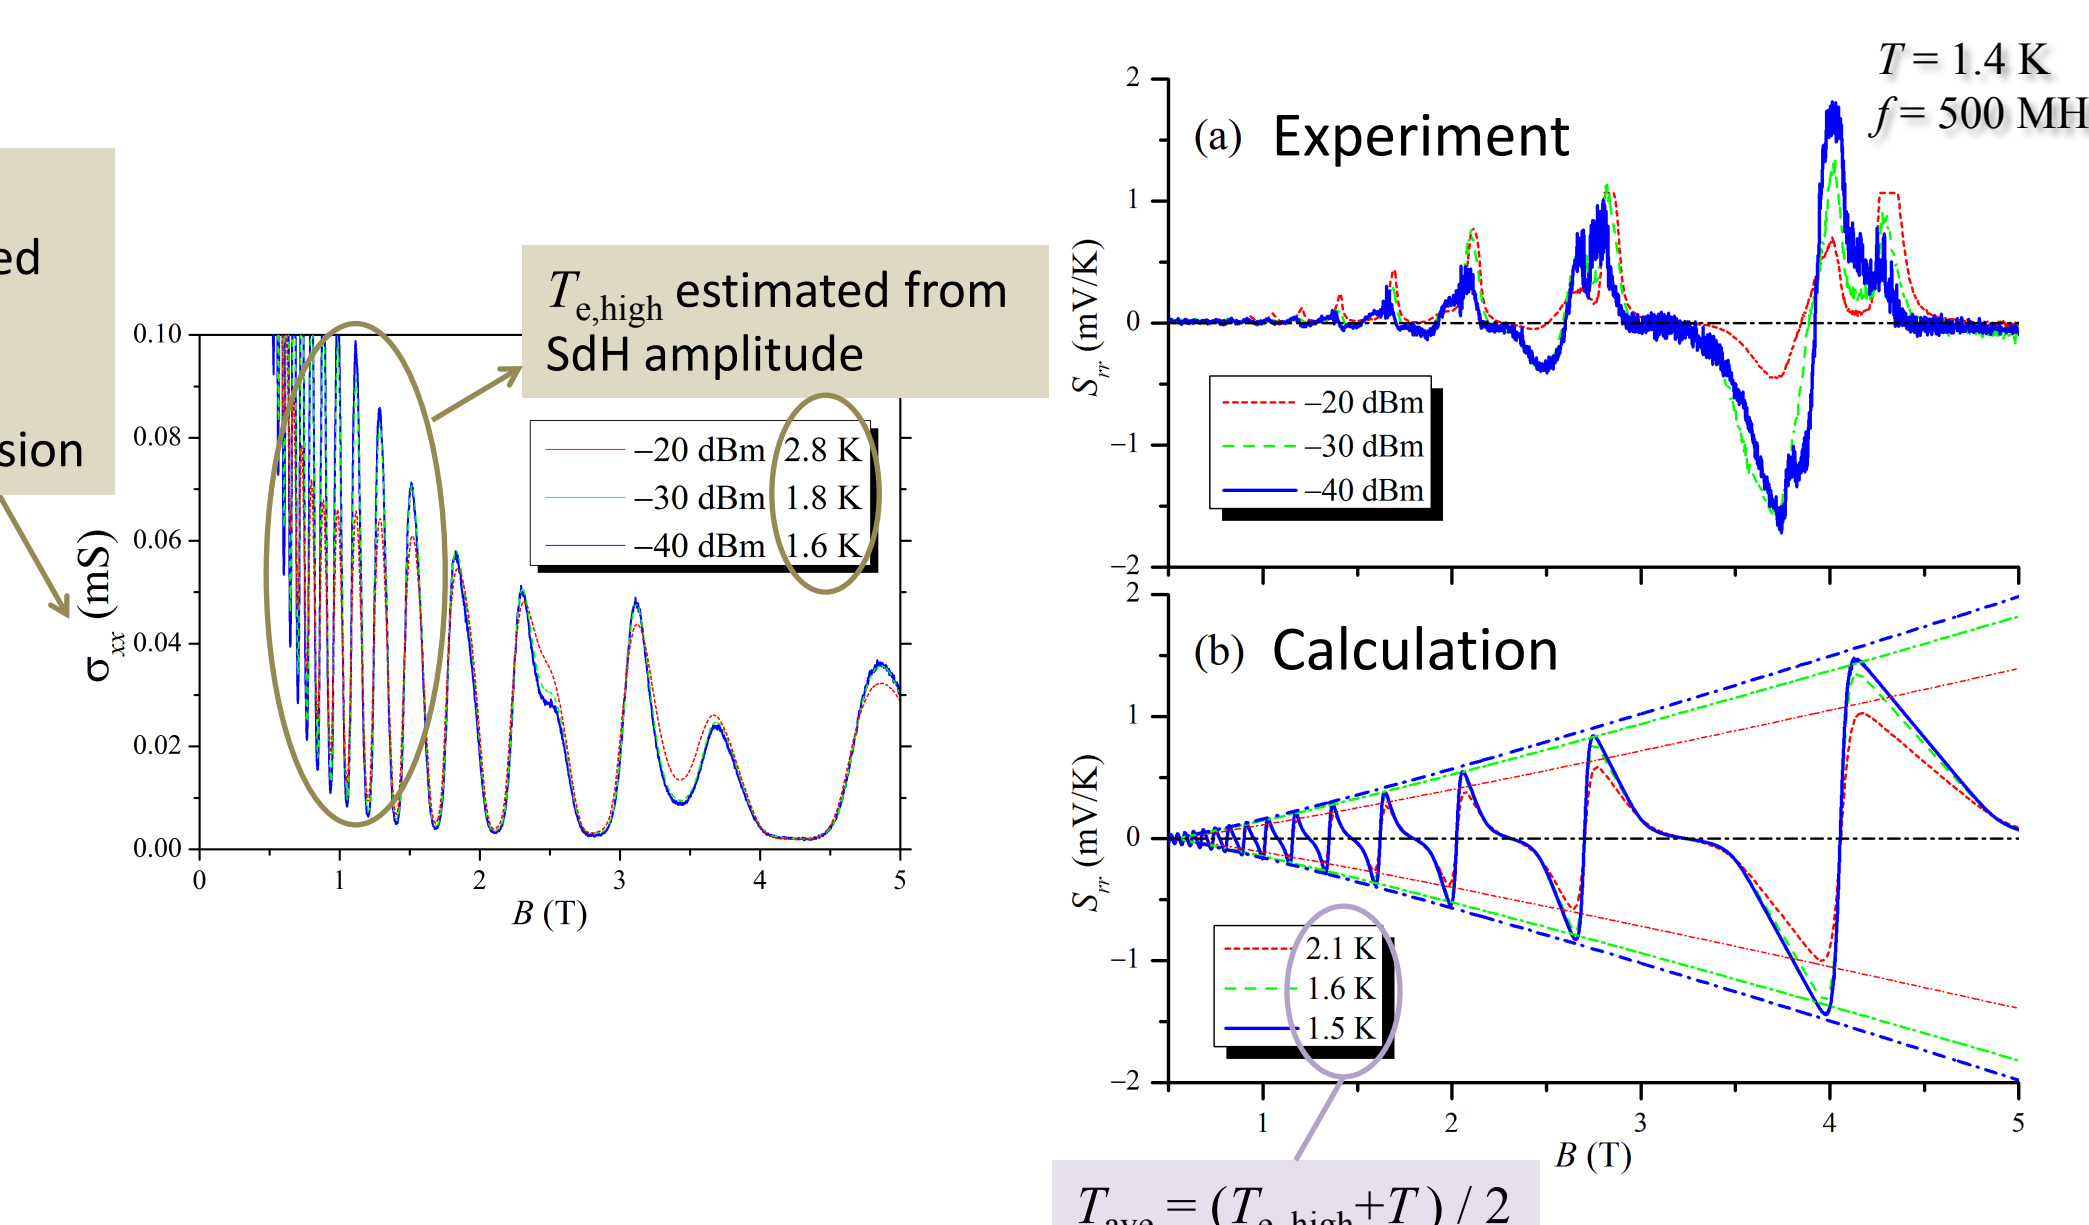 ed
sion
T = 1.4 K
f = 500 MH
T e,high estimated from
SdH amplitude
–20 dBm 2.8 K
–30 dBm 1.8 K
–40 dBm 1.6 K
σxx (mS)
0.10
0.08
0.06
0.04
0.02
0.00
0 1 2 3 4 5
B (T)
(a) Experiment
Srr (mV/K)
2
1
0
–1
–2
–20 dBm
–30 dBm
–40 dBm
(b) Calculation
Srr (mV/K)
2
1
0
–1
–2
2.1 K
1.6 K
1.5 K
1 2 3 4 5
B (T)
Tave = (Te, high+T) / 2